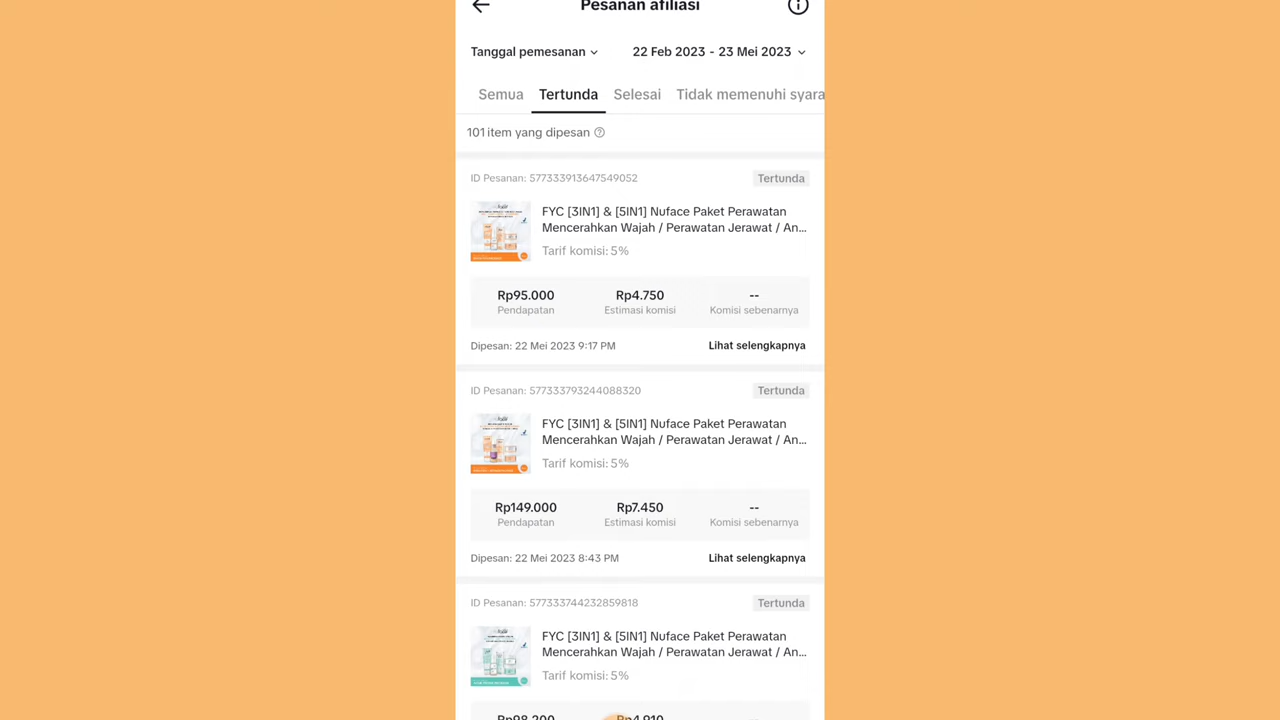 Pesanan afiliasi
Tanggal pemesanan
22 Feb 2023 - 23 Mei 2023
Semua
Tertunda
Selesai
Tidak memenuhi syara
101 item yang dipesan
ID Pesanan: 577333913647549052
Tertunda
FYC [3IN1] & [5IN1] Nuface Paket Perawatan
Mencerahkan Wajah / Perawatan Jerawat / An...
Tarif komisi: 5%
Rp95.000
Rp4.750
--
Pendapatan
Estimasi komisi
Komisi sebenarnya
Dipesan: 22 Mei 2023 9:17 PM
Lihat selengkapnya
ID Pesanan: 577333793244088320
Tertunda
FYC [3IN1] & [5IN1] Nuface Paket Perawatan
Mencerahkan Wajah / Perawatan Jerawat / An...
Tarif komisi: 5%
Rp149.000
Rp7.450
--
Pendapatan
Estimasi komisi
Komisi sebenarnya
Dipesan: 22 Mei 2023 8:43 PM
Lihat selengkapnya
ID Pesanan: 577333744232859818
Tertunda
FYC [3IN1] & [5IN1] Nuface Paket Perawatan
Mencerahkan Wajah / Perawatan Jerawat / An...
Tarif komisi: 5%
Rp98.200
Rp4.910
--